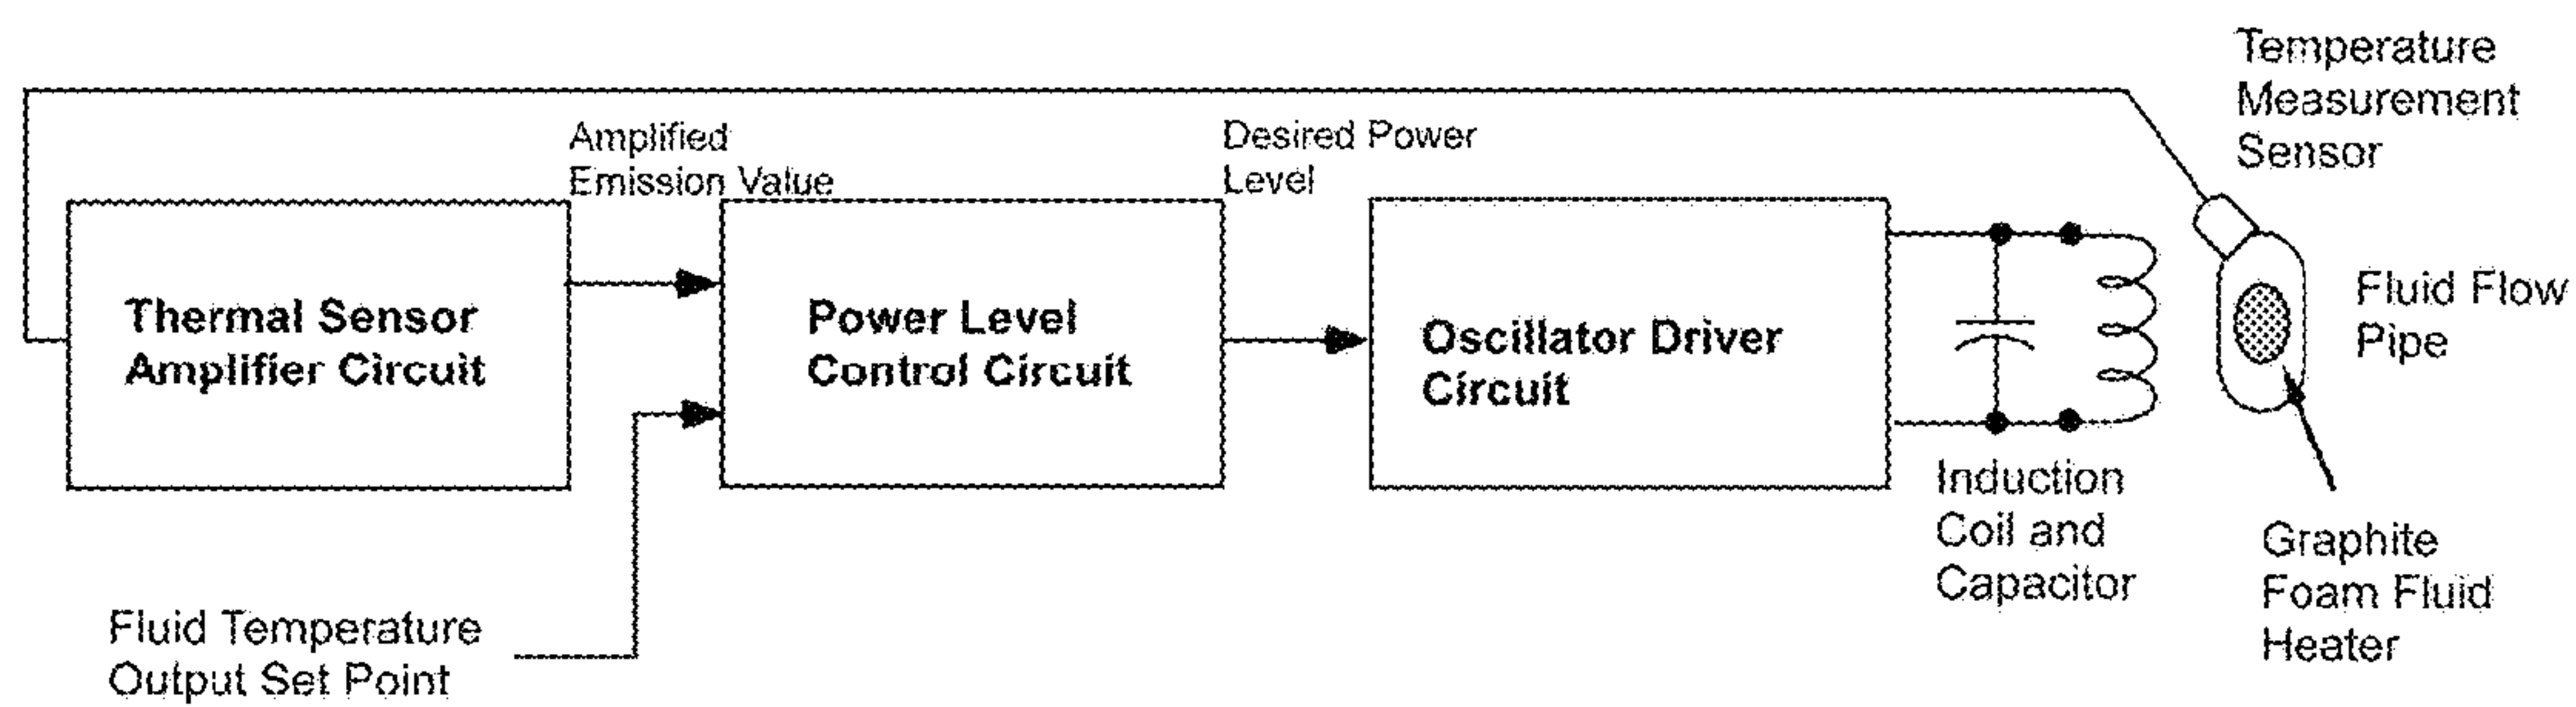 Temperature
Measurement
Sensor
Amplified
Emission Value
Desired Power
Level
Thermal Sensor
Amplifier Circuit
Power Level
Control Circuit
Oscillator Driver
Circuit
Fluid Flow
Pipe
Induction
Coil and
Capacitor
Graphite
Foam Fluid
Heater
Fluid Temperature
Output Set Point